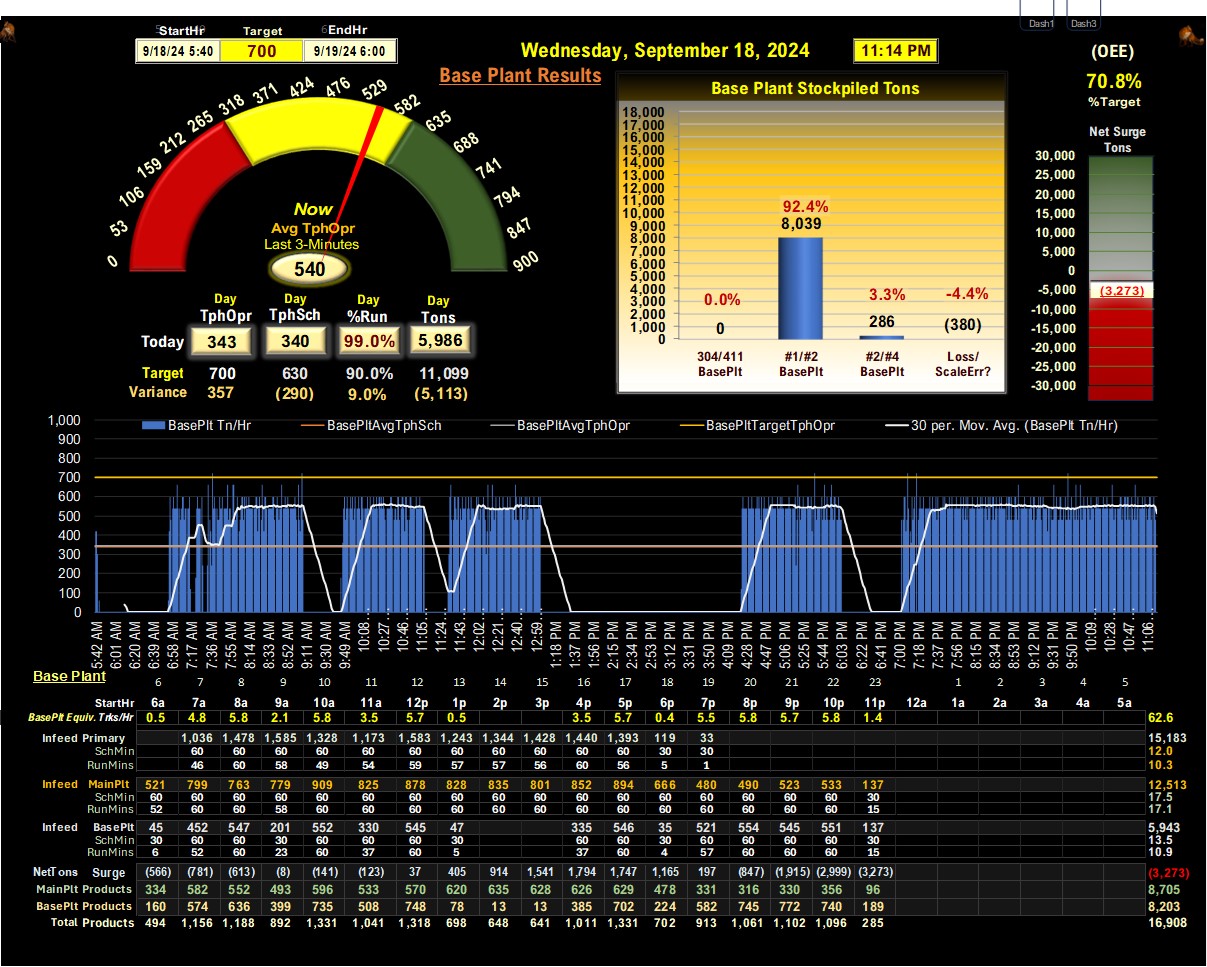 Dash1 Dash3
StartHr Target EndHr
9/18/24 5:40 700 9/19/24 6:00
Wednesday, September 18, 2024 11:14 PM
(OEE)
70.8%
%Target
Base Plant Results
Base Plant Stockpiled Tons
Net Surge
Tons
0 53 106 159 212 265 318 371 424 476 529 582 635 688 741 794 847 900
Now
Avg TphOpr
Last 3-Minutes
540
18,000
17,000
16,000
15,000
14,000
13,000
12,000
11,000
10,000
9,000
8,000
7,000
6,000
5,000
4,000
3,000
2,000
1,000
0
0.0% 92.4% 3.3% -4.4%
0 8,039 286 (380)
304/411 #1/#2 #2/#4 Loss/
BasePlt BasePlt BasePlt ScaleErr?
30,000
25,000
20,000
15,000
10,000
5,000
0
-5,000
-10,000
-15,000
-20,000
-25,000
-30,000
(3,273)
Day Day Day Day
TphOpr TphSch %Run Tons
Today 343 340 99.0% 5,986
Target 700 630 90.0% 11,099
Variance 357 (290) 9.0% (5,113)
BasePlt Tn/Hr BasePltAvgTphSch BasePltAvgTphOpr BasePltTargetTphOpr 30 per. Mov. Avg. (BasePlt Tn/Hr)
1,000
900
800
700
600
500
400
300
200
100
0
5:42 AM 6:01 AM 6:20 AM 6:39 AM 6:58 AM 7:17 AM 7:36 AM 7:55 AM 8:14 AM 8:33 AM 8:52 AM 9:11 AM 9:30 AM 9:49 AM 10:08... 10:27... 10:46... 11:05... 11:24... 11:43... 12:02... 12:21... 12:40... 12:59... 1:18 PM 1:37 PM 1:56 PM 2:15 PM 2:34 PM 2:53 PM 3:12 PM 3:31 PM 3:50 PM 4:09 PM 4:28 PM 4:47 PM 5:06 PM 5:25 PM 5:44 PM 6:03 PM 6:22 PM 6:41 PM 7:00 PM 7:18 PM 7:37 PM 7:56 PM 8:15 PM 8:34 PM 8:53 PM 9:12 PM 9:31 PM 9:50 PM 10:09... 10:28... 10:47... 11:06...
Base Plant
6 7 8 9 10 11 12 13 14 15 16 17 18 19 20 21 22 23 1 2 3 4 5
StartHr 6a 7a 8a 9a 10a 11a 12p 1p 2p 3p 4p 5p 6p 7p 8p 9p 10p 11p 12a 1a 2a 3a 4a 5a
BasePlt Equiv. Trks/Hr 0.5 4.8 5.8 2.1 5.8 3.5 5.7 0.5 3.5 5.7 0.4 5.5 5.8 5.7 5.8 1.4 62.6
Infeed Primary 1,036 1,478 1,585 1,328 1,173 1,583 1,243 1,344 1,428 1,440 1,393 119 33 15,183
SchMin 60 60 60 60 60 60 60 60 60 60 60 30 30 12.0
RunMins 46 60 58 49 54 59 57 57 56 60 56 5 1 10.3
Infeed MainPlt 521 799 763 779 909 825 878 828 835 801 852 894 666 480 490 523 533 137 12,513
SchMin 60 60 60 60 60 60 60 60 60 60 60 60 60 60 60 60 60 30 17.5
RunMins 52 60 60 58 60 60 60 60 60 60 60 60 60 60 60 60 60 15 17.1
Infeed BasePlt 45 452 547 201 552 330 545 47 335 546 35 521 554 545 551 137 5,943
SchMin 30 60 60 30 60 60 60 30 60 60 30 60 60 60 60 30 13.5
RunMins 6 52 60 23 60 37 60 5 37 60 4 57 60 60 60 15 10.9
NetTons Surge (566) (781) (613) (8) (141) (123) 37 405 914 1,541 1,794 1,747 1,165 197 (847) (1,915) (2,999) (3,273) (3,273)
MainPlt Products 334 582 552 493 596 533 570 620 635 628 626 629 478 331 316 330 356 96 8,705
BasePlt Products 160 574 636 399 735 508 748 78 13 13 385 702 224 582 745 772 740 189 8,203
Total Products 494 1,156 1,188 892 1,331 1,041 1,318 698 648 641 1,011 1,331 702 913 1,061 1,102 1,096 285 16,908